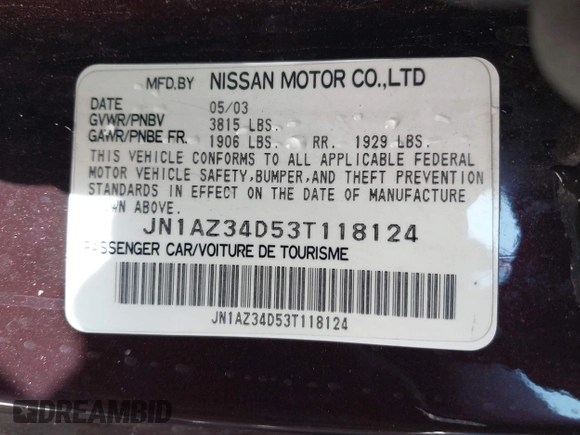 MFD.BY NISSAN MOTOR CO.,LTD
DATE 05/03
GVWR/PNBV 3815 LBS.
GAWR/PNBE FR. 1906 LBS. RR. 1929 LBS.
THIS VEHICLE CONFORMS TO ALL APPLICABLE FEDERAL
MOTOR VEHICLE SAFETY,BUMPER,AND THEFT PREVENTION
STANDARDS IN EFFECT ON THE DATE OF MANUFACTURE
OWN ABOVE.
JN1AZ34D53T118124
PASSENGER CAR/VOITURE DE TOURISME
JN1AZ34D53T118124
DREAMBID